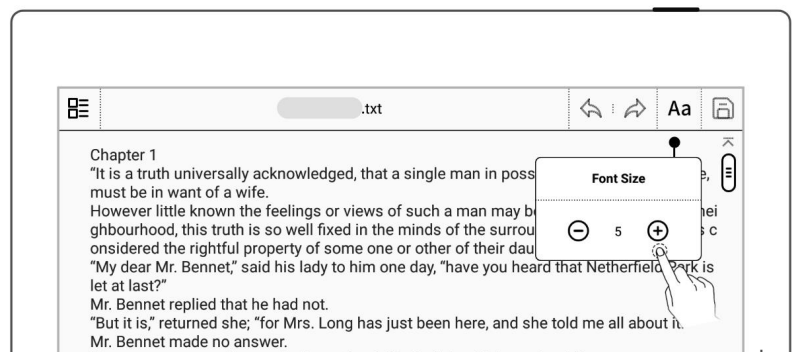 .txt
Aa
Chapter 1
“It is a truth universally acknowledged, that a single man in poss
e,
must be in want of a wife.
However little known the feelings or views of such a man may b
nei
ghbourhood, this truth is so well fixed in the minds of the surrou
s c
onsidered the rightful property of some one or other of their dau
“My dear Mr. Bennet,” said his lady to him one day, “have you heard that Netherfield Park is
let at last?”
Mr. Bennet replied that he had not.
“But it is,” returned she; “for Mrs. Long has just been here, and she told me all about it.
Mr. Bennet made no answer.
Font Size
5